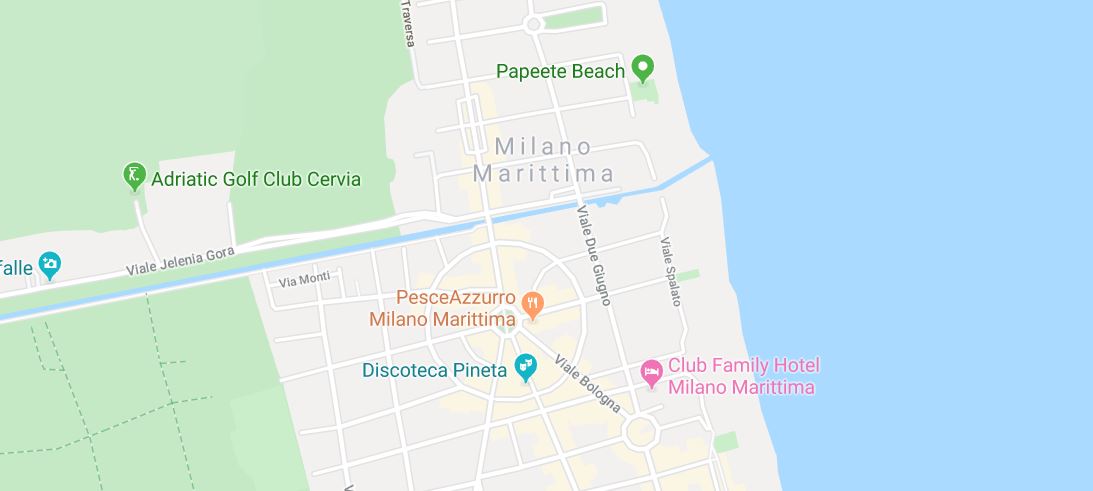 Traversa
Papeete Beach
Milano
Marittima
Adriatic Golf Club Cervia
Viale Due Giugno
Viale Jelenia Gora
Viale Spalato
falle
Via Monti
PesceAzzurro
Milano Marittima
Discoteca Pineta
Viale Bologna
Club Family Hotel
Milano Marittima
V